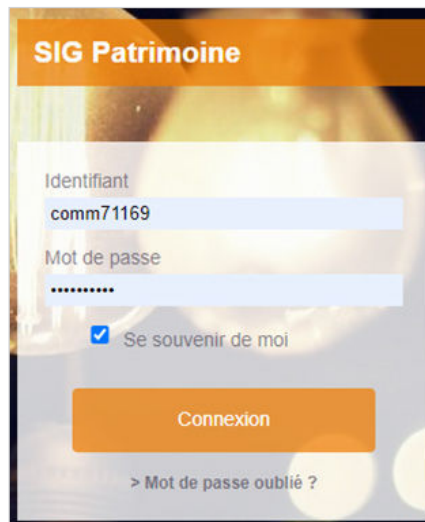 SIG Patrimoine
Identifiant
comm71169
Mot de passe
••••••••••
Se souvenir de moi
Connexion
> Mot de passe oublié ?